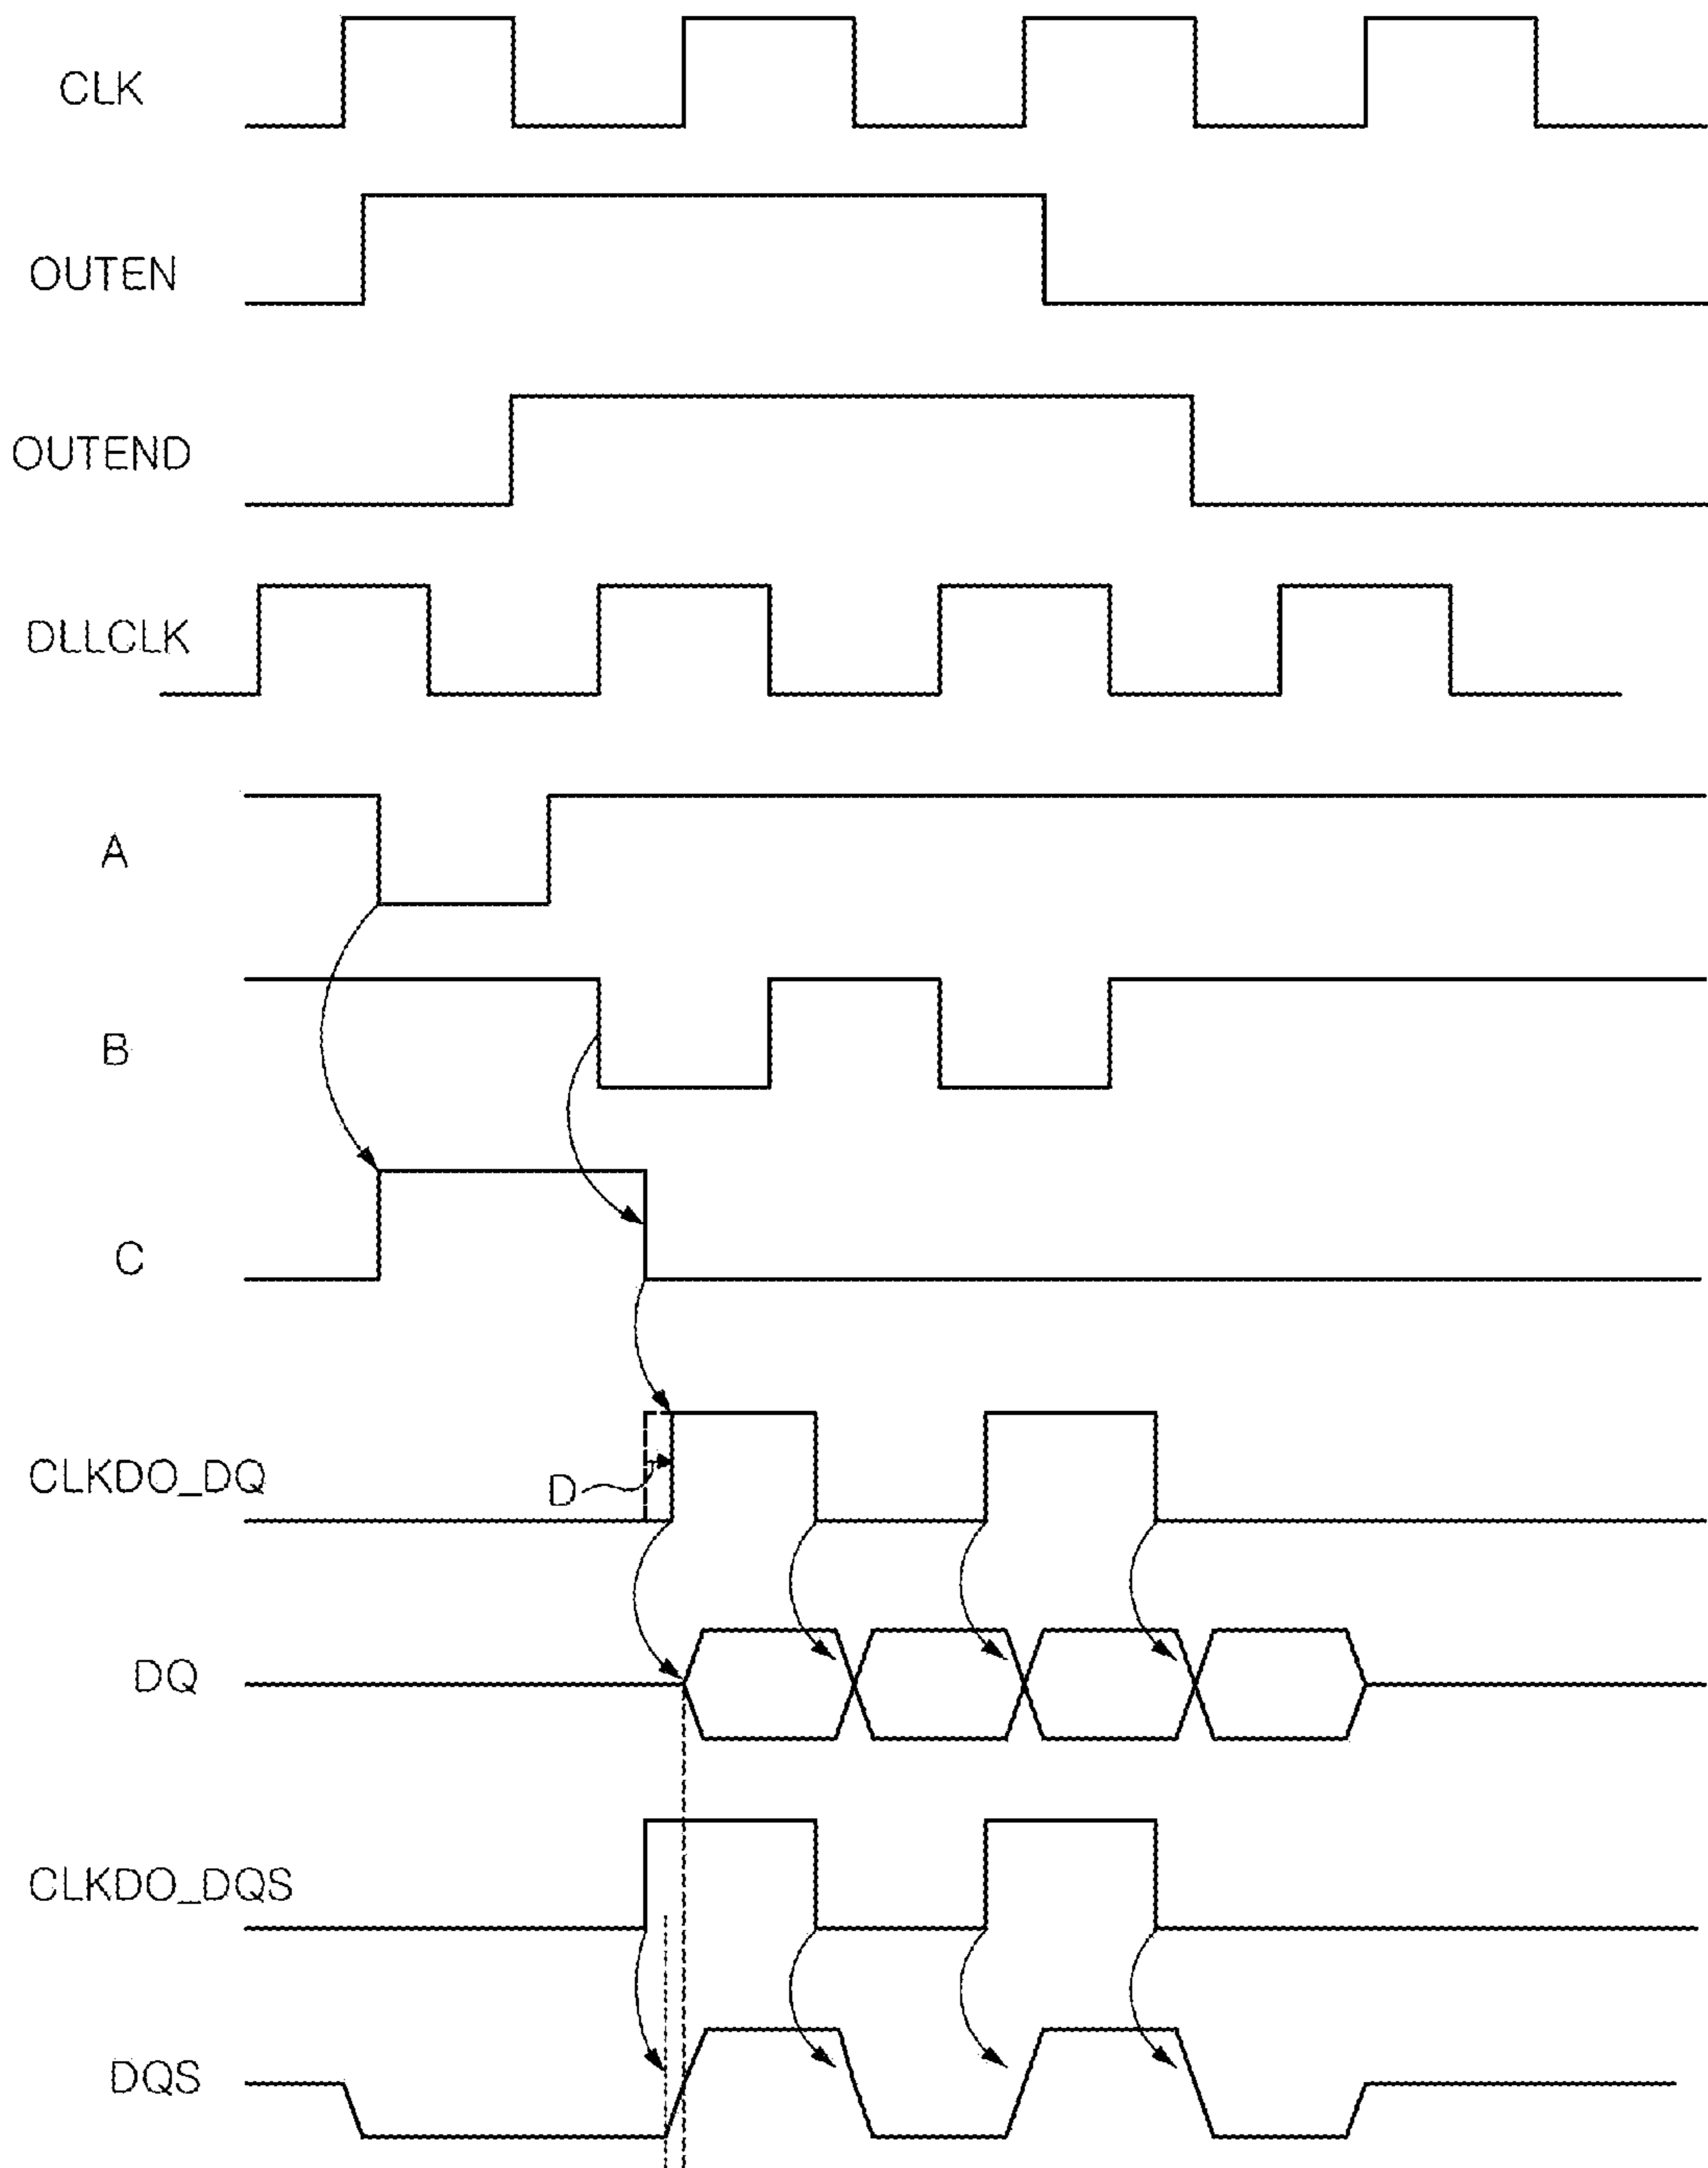 CLK
OUTEN
OUTEND
DLLCLK
A
B
C
CLKDO_DQ
D
DQ
CLKDO_DQS
DQS